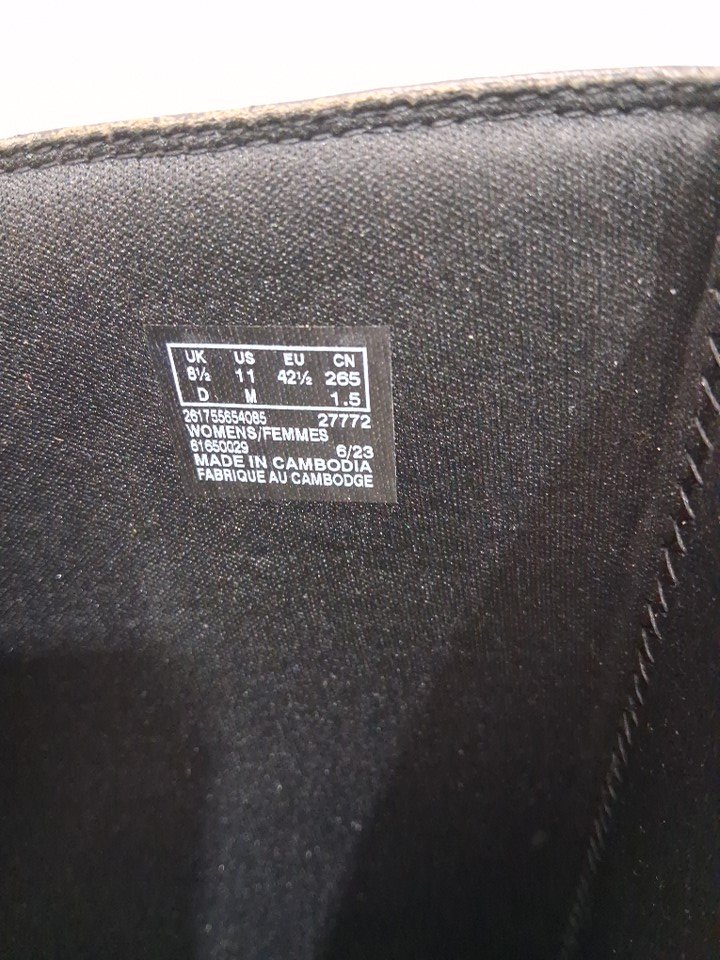 UK US EU CN
8½ 11 42½ 265
D M 1.5
261755654085 27772
WOMENS/FEMMES
61650029 6/23
MADE IN CAMBODIA
FABRIQUE AU CAMBODGE